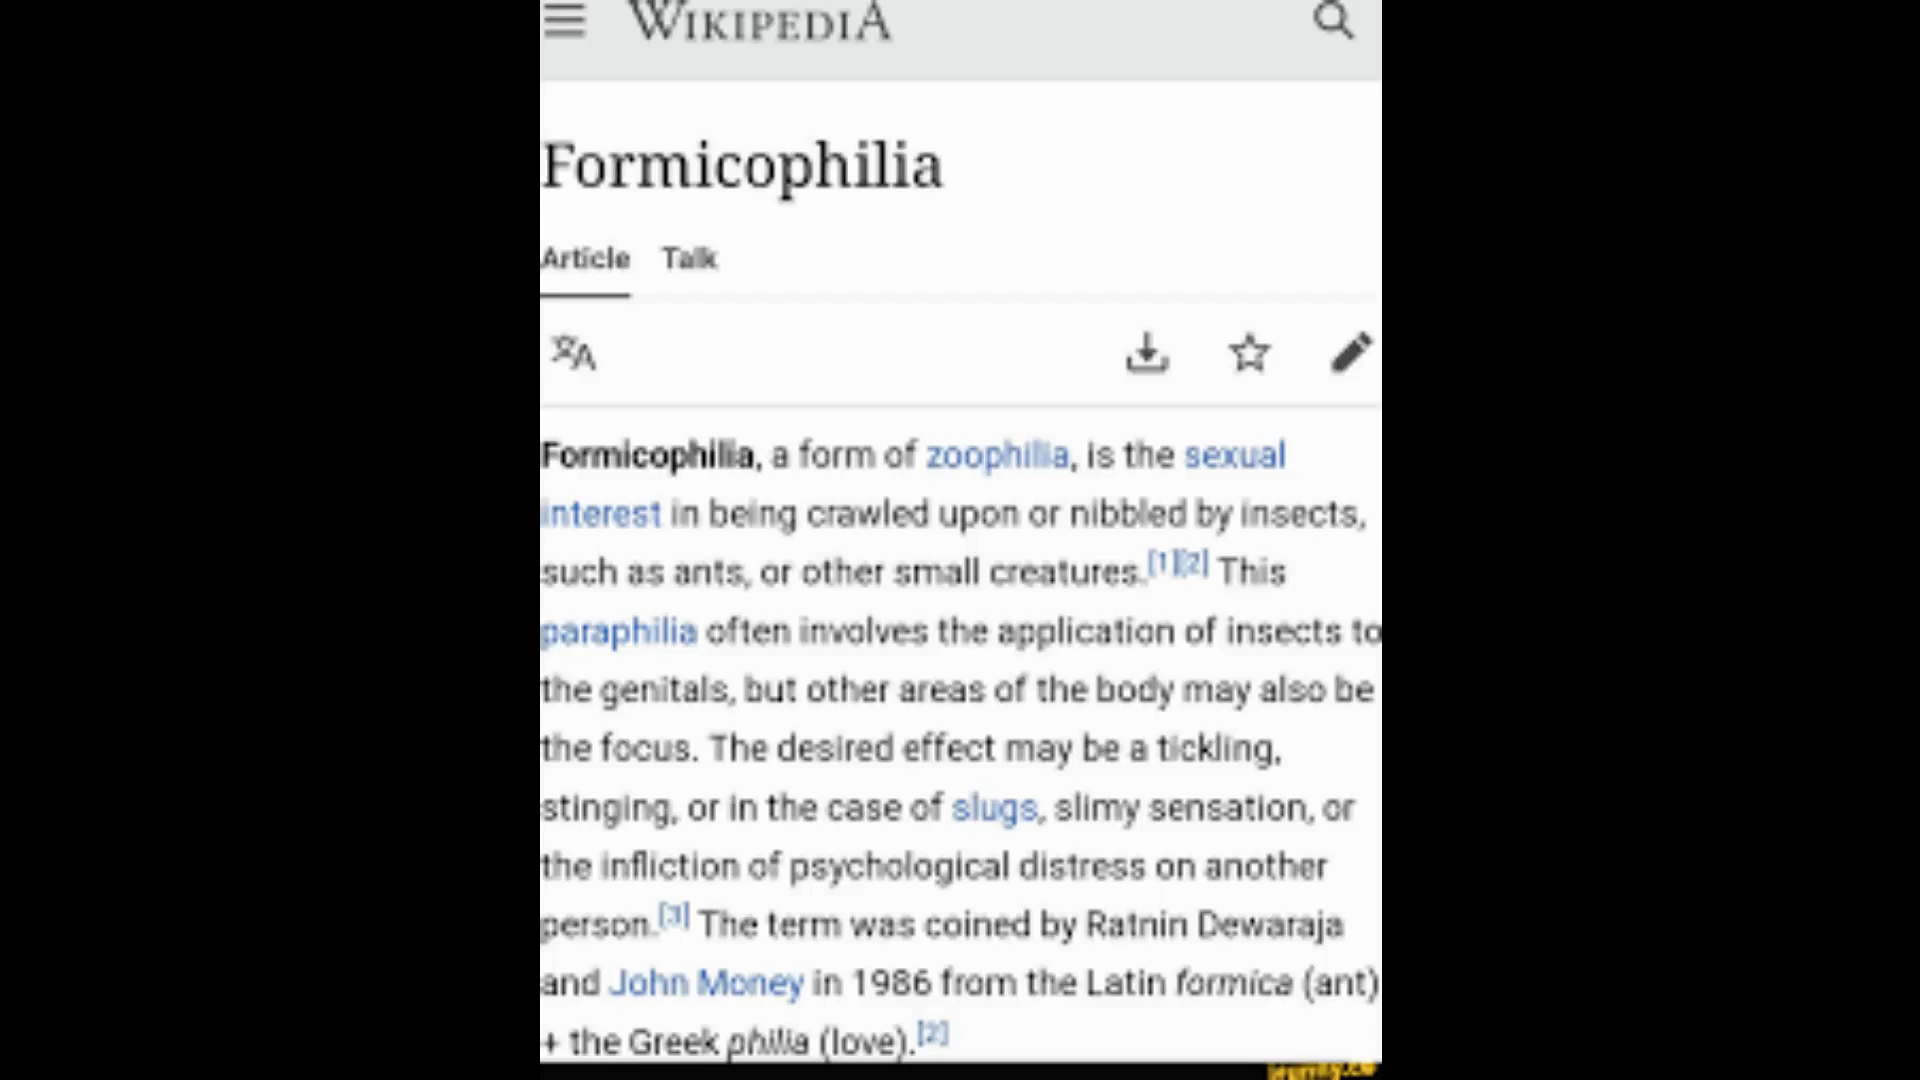 WIKIPEDIA
Formicophilia
Article Talk
Formicophilia, a form of zoophilia, is the sexual
interest in being crawled upon or nibbled by insects,
such as ants, or other small creatures.[1][2] This
paraphilia often involves the application of insects to
the genitals, but other areas of the body may also be
the focus. The desired effect may be a tickling,
stinging, or in the case of slugs, slimy sensation, or
the infliction of psychological distress on another
person.[3] The term was coined by Ratnin Dewaraja
and John Money in 1986 from the Latin formica (ant)
+ the Greek philia (love).[2]